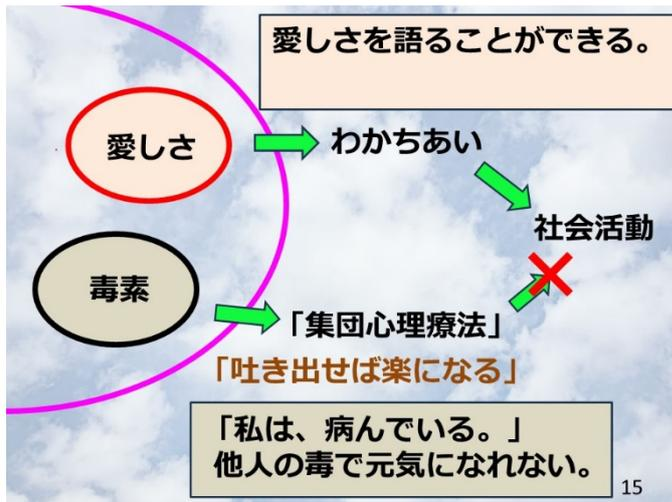 愛しさを語ることができる。
愛しさ
わかちあい
社会活動
毒素
「集団心理療法」
「吐き出せば楽になる」
「私は、病んでいる。」
他人の毒で元気になれない。
15